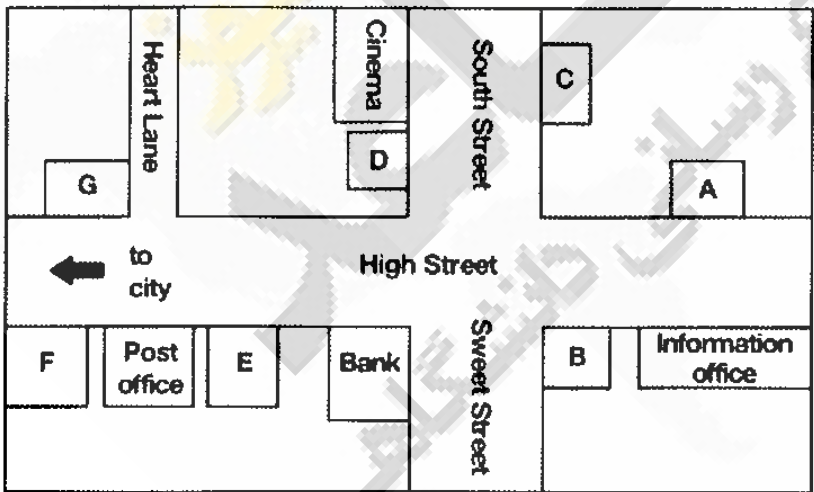 Heart Lane
Cinema
South Street
C
D
G
A
to
city
High Street
F
Post
office
E
Bank
Sweet Street
B
Information
office